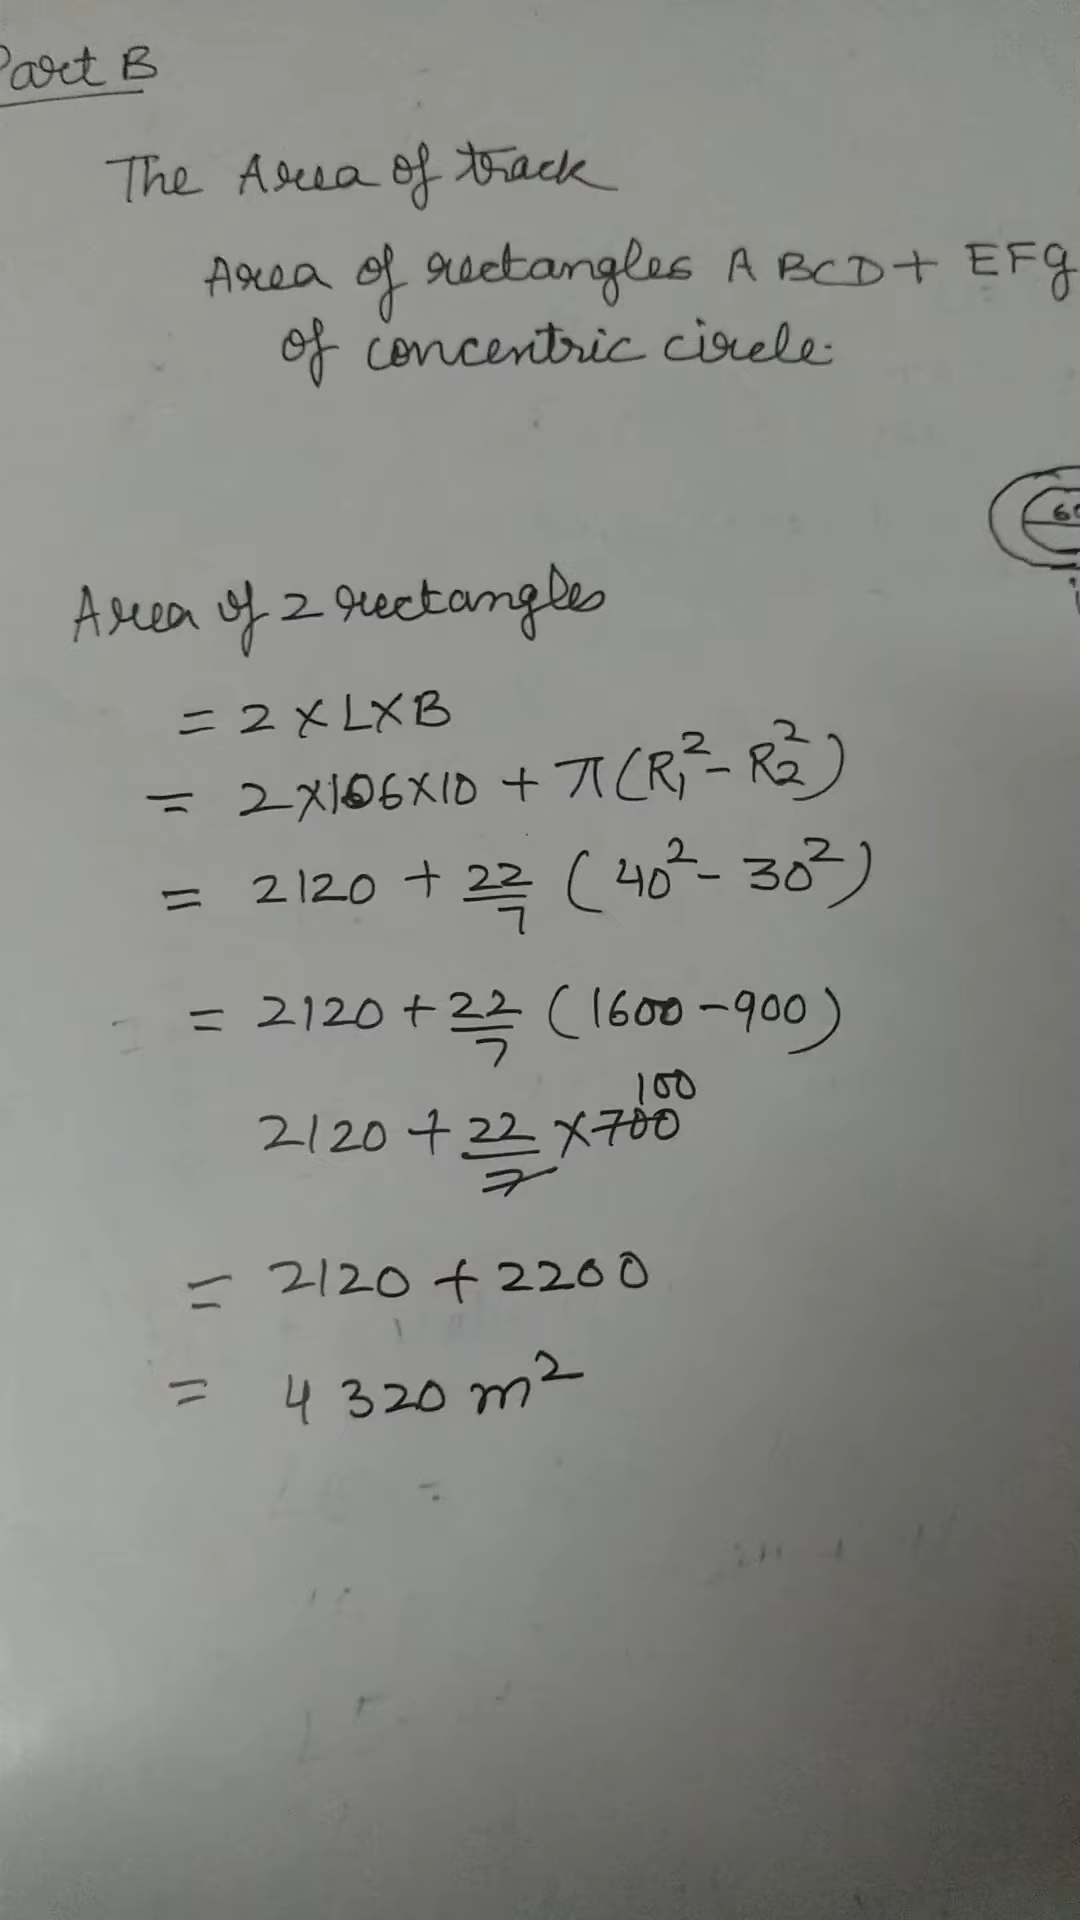 Part B
The Area of track
Area of rectangles ABCD + EFg
of concentric circle.
60
Area of 2 rectangles
= 2 × L × B
= 2 × 106 × 10 + π (R₁² - R₂²)
= 2120 + 22/7 ( 40² - 30² )
= 2120 + 22/7 ( 1600 - 900 )
100
2120 + 22/7 × 700
= 2120 + 2200
= 4320 m²